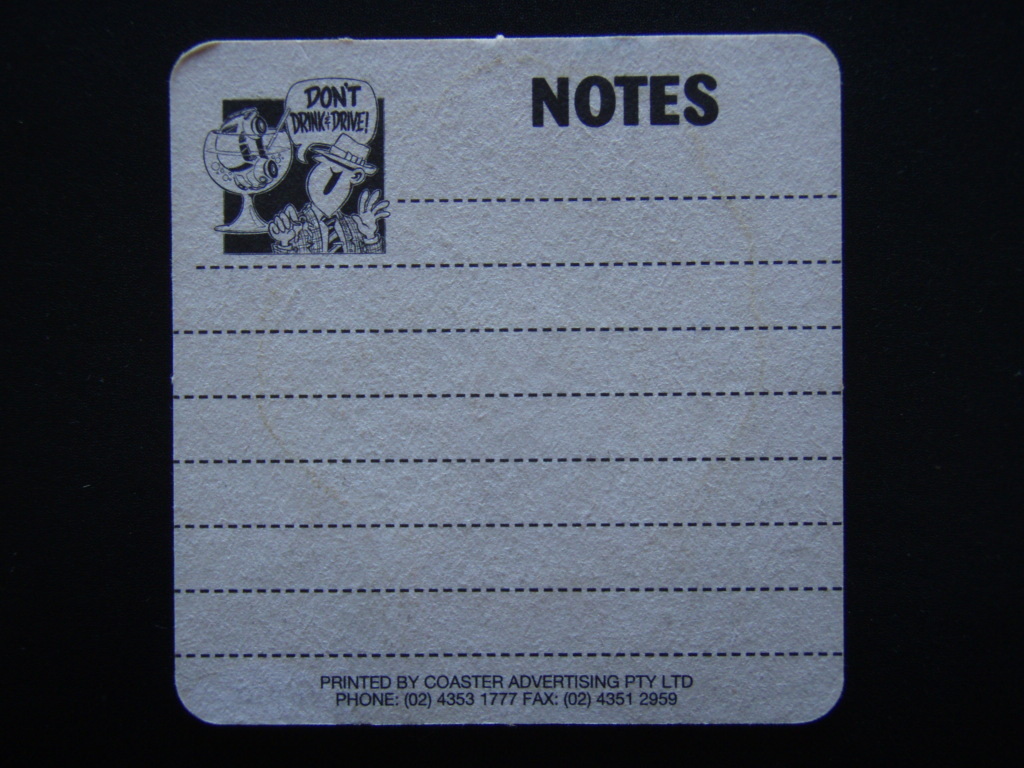 DON'T
DRINK & DRIVE!
NOTES
PRINTED BY COASTER ADVERTISING PTY LTD
PHONE: (02) 4353 1777 FAX: (02) 4351 2959